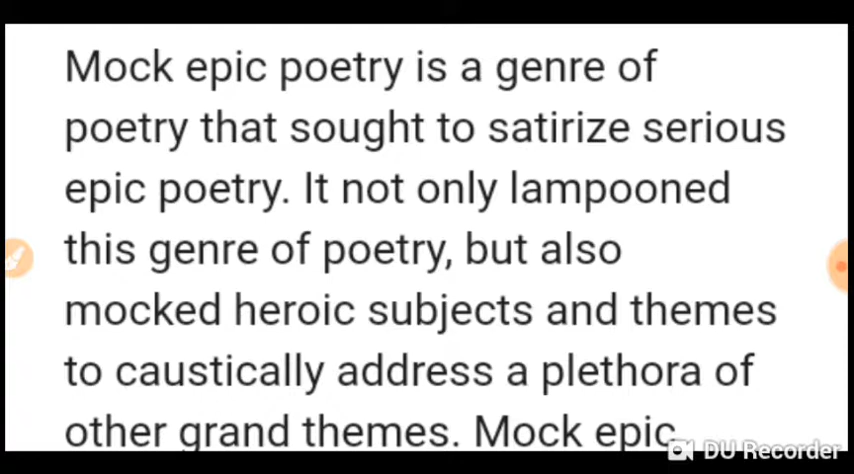 Mock epic poetry is a genre of
poetry that sought to satirize serious
epic poetry. It not only lampooned
this genre of poetry, but also
mocked heroic subjects and themes
to caustically address a plethora of
other grand themes. Mock epic
DU Recorder